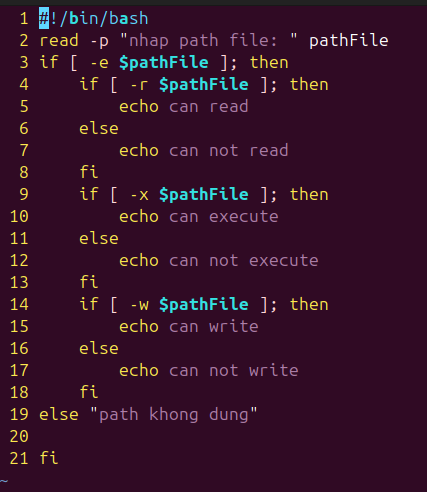 1 #!/bin/bash
2 read -p "nhap path file: " pathFile
3 if [ -e $pathFile ]; then
4     if [ -r $pathFile ]; then
5         echo can read
6     else
7         echo can not read
8     fi
9     if [ -x $pathFile ]; then
10         echo can execute
11     else
12         echo can not execute
13     fi
14     if [ -w $pathFile ]; then
15         echo can write
16     else
17         echo can not write
18     fi
19 else "path khong dung"
20
21 fi
~